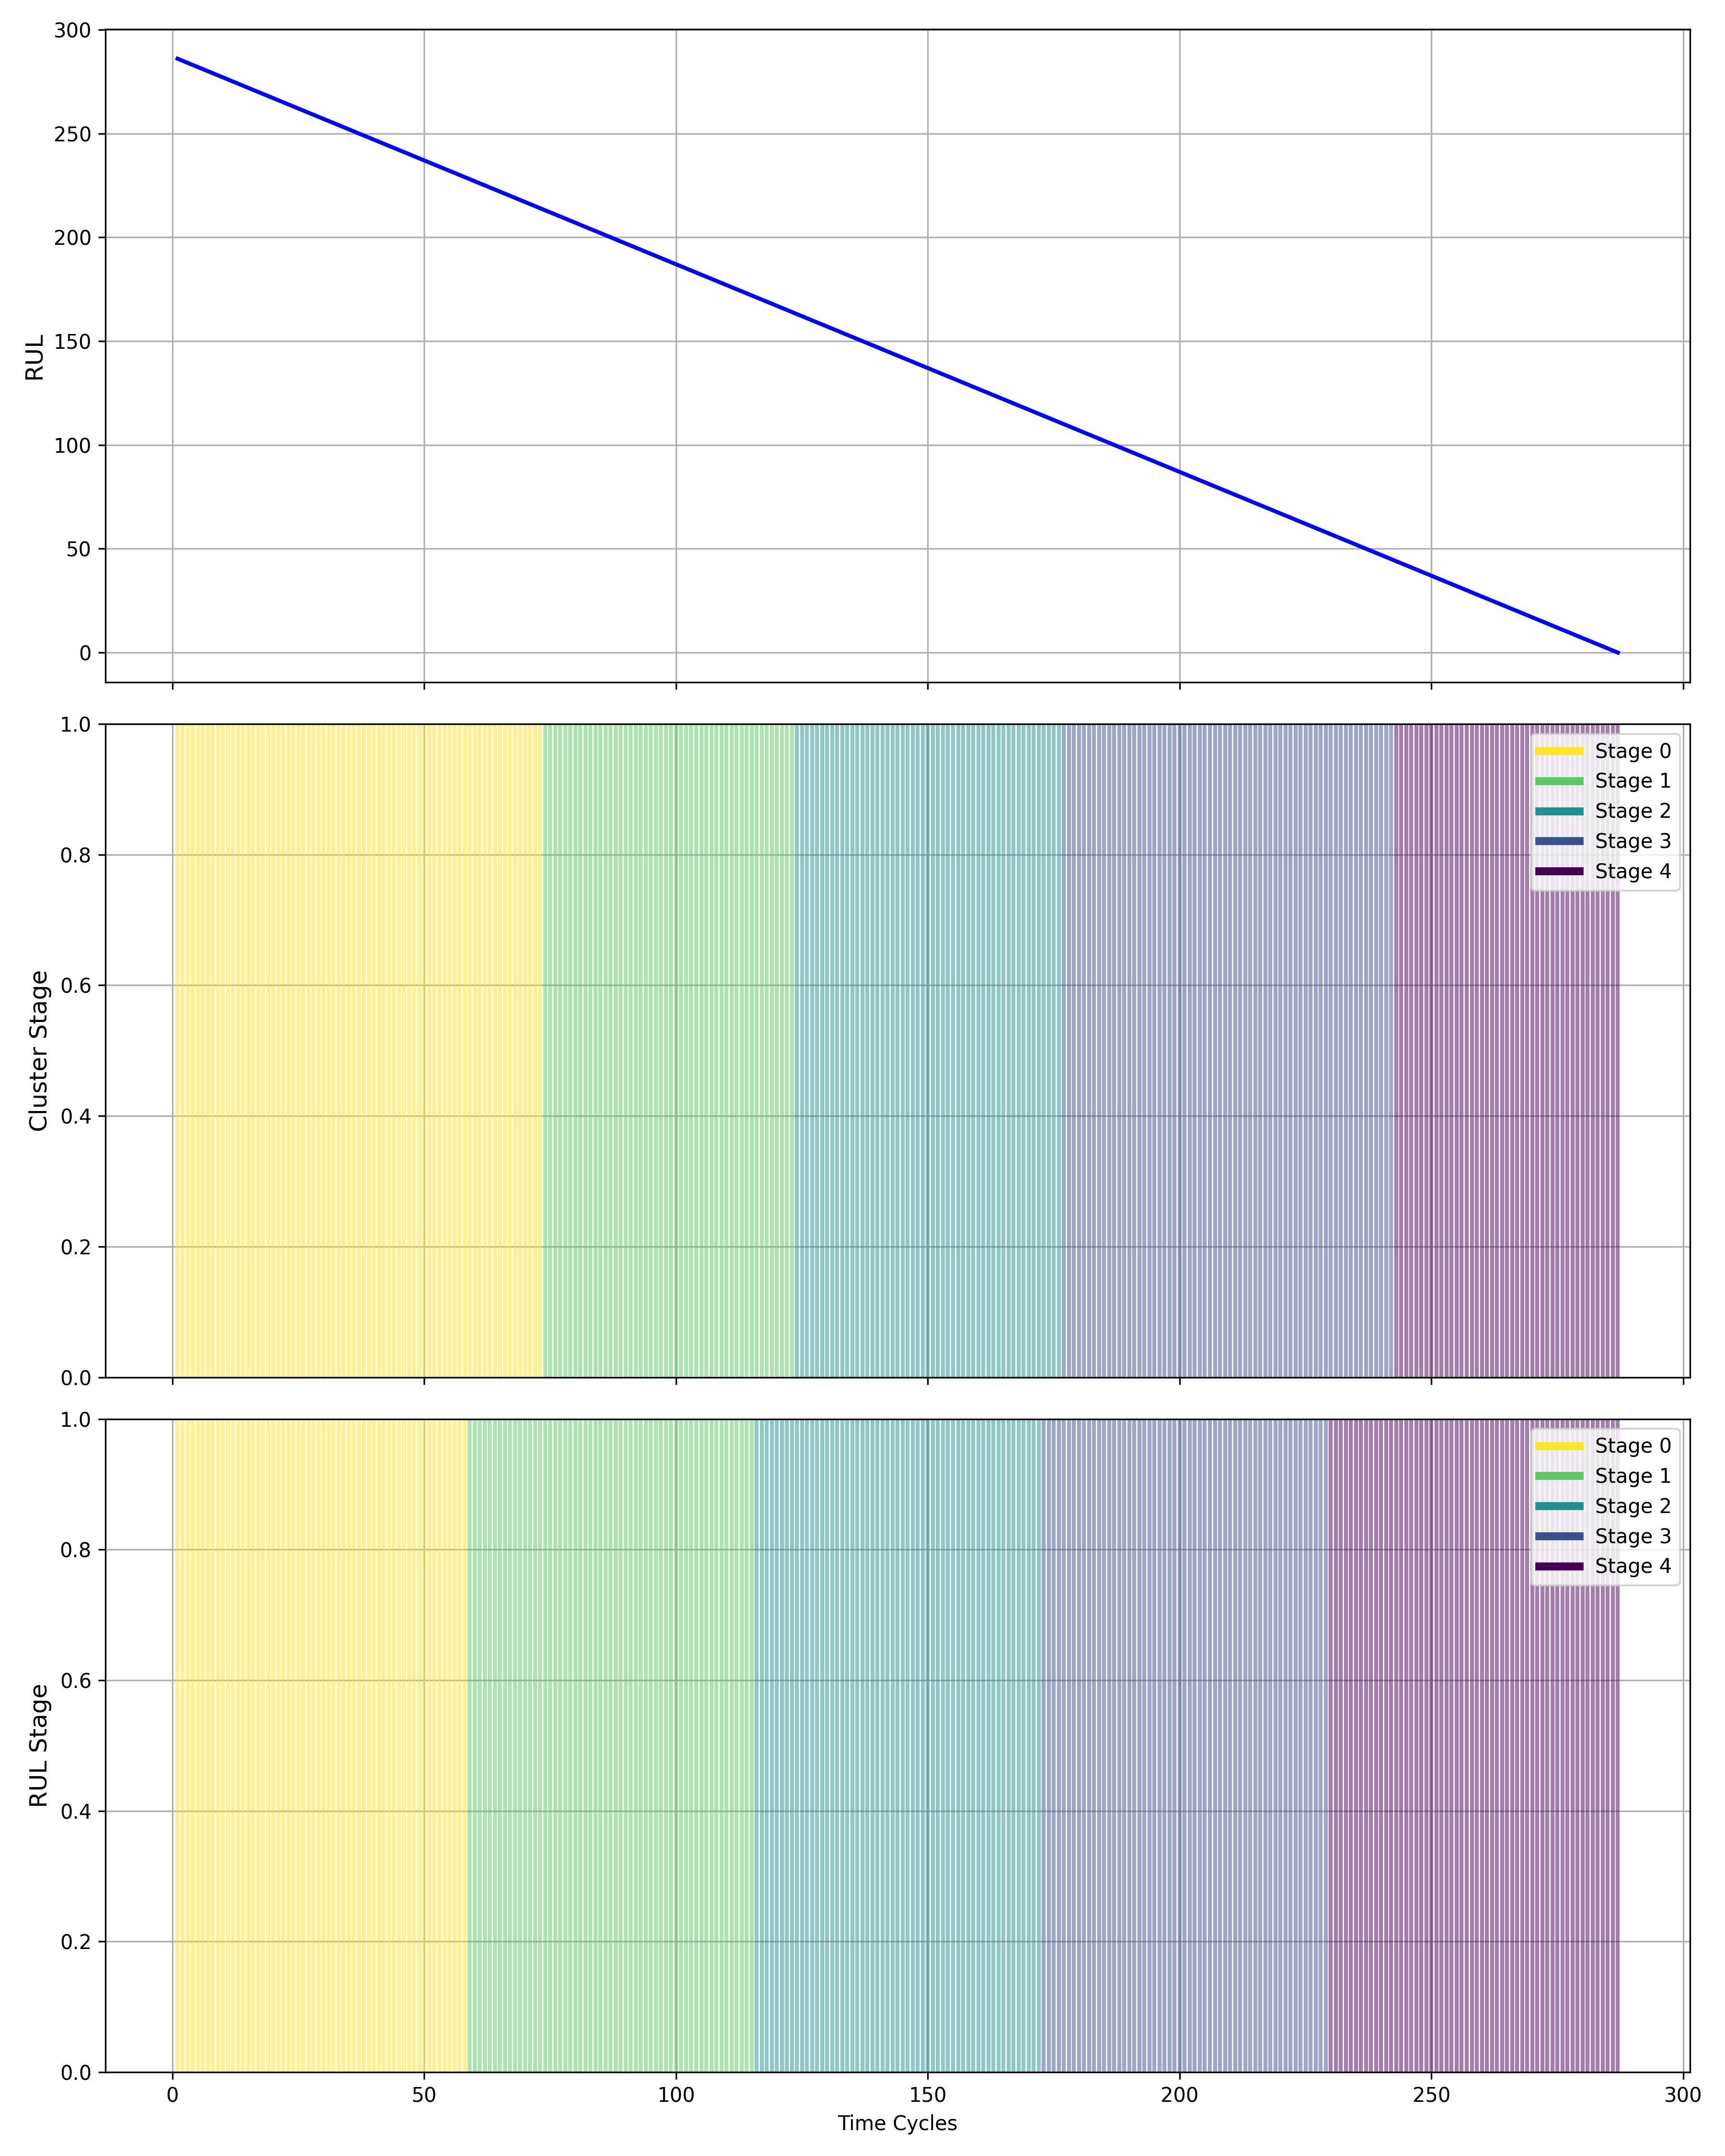 300
250
200
150
100
50
0
RUL
1.0
0.8
0.6
0.4
0.2
0.0
Cluster Stage
Stage 0
Stage 1
Stage 2
Stage 3
Stage 4
1.0
0.8
0.6
0.4
0.2
0.0
RUL Stage
Stage 0
Stage 1
Stage 2
Stage 3
Stage 4
0 50 100 150 200 250 300
Time Cycles